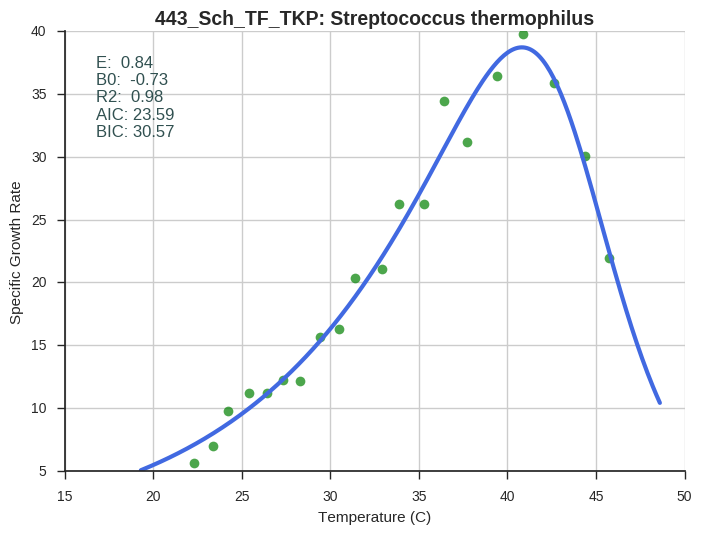 443_Sch_TF_TKP: Streptococcus thermophilus
E: 0.84
B0: -0.73
R2: 0.98
AIC: 23.59
BIC: 30.57
Specific Growth Rate
40
35
30
25
20
15
10
5
15 20 25 30 35 40 45 50
Temperature (C)